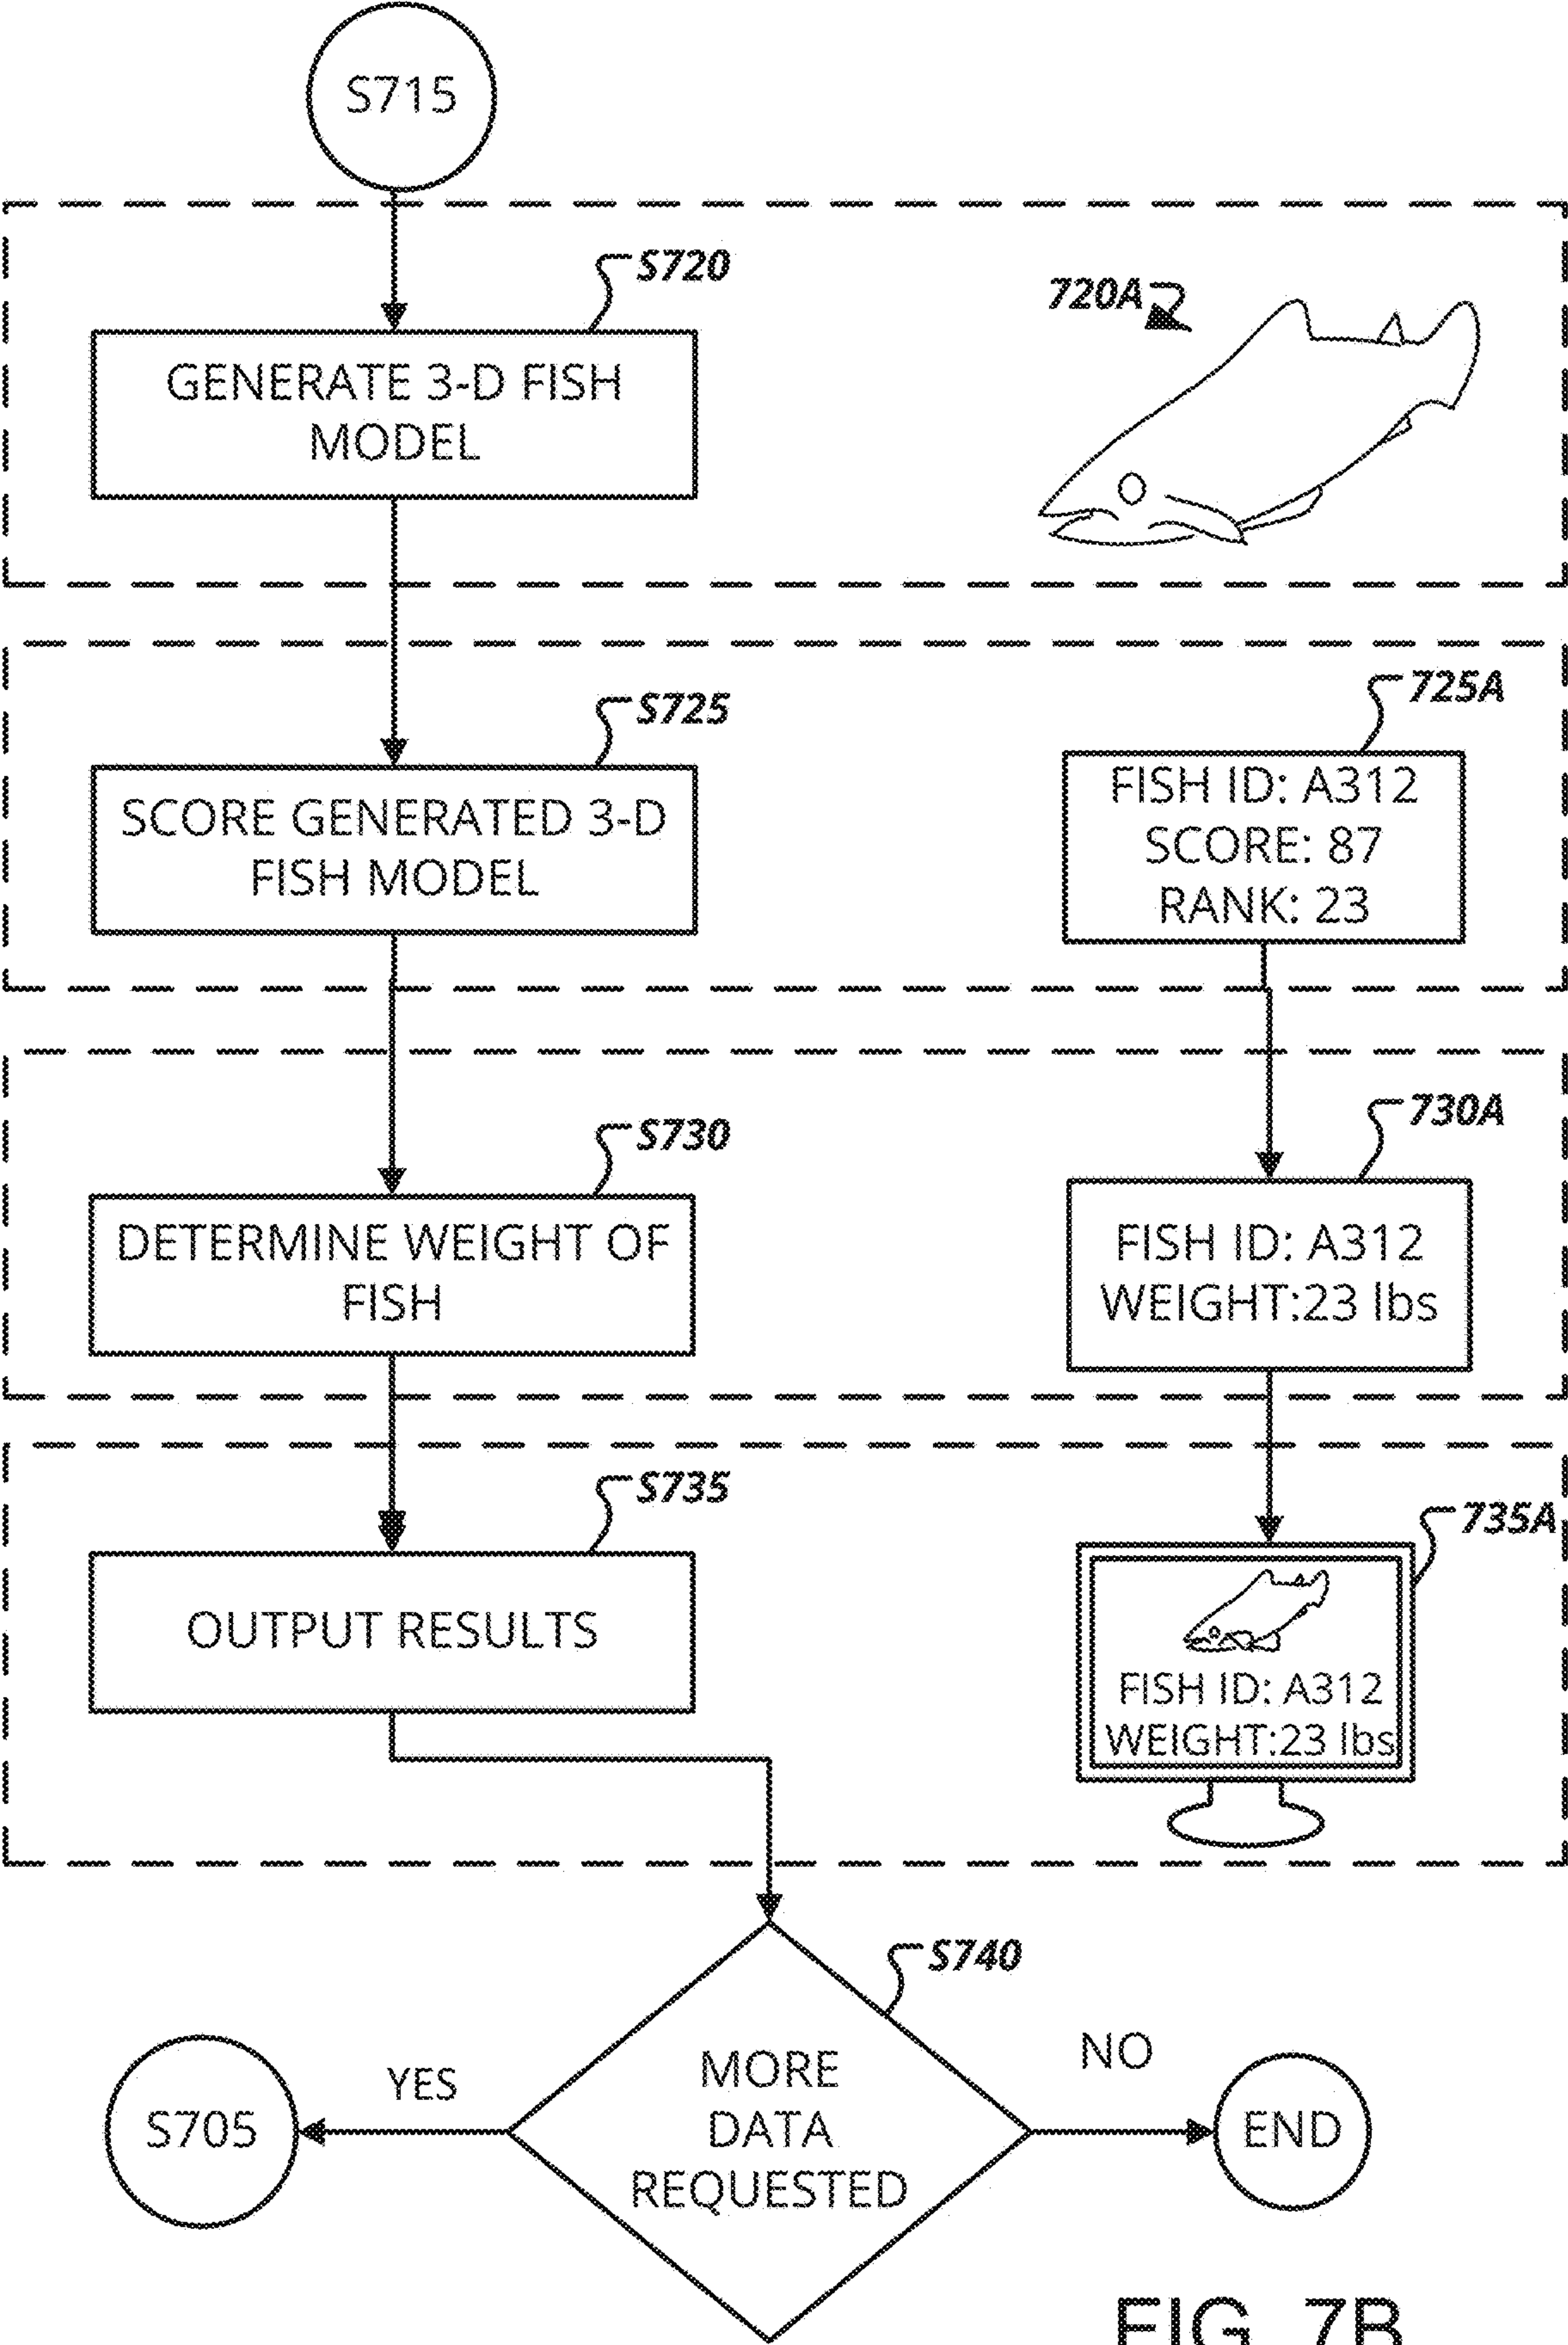 S715
S720
720A
GENERATE 3-D FISH
MODEL
S725
725A
SCORE GENERATED 3-D
FISH MODEL
FISH ID: A312
SCORE: 87
RANK: 23
S730
730A
DETERMINE WEIGHT OF
FISH
FISH ID: A312
WEIGHT:23 lbs
S735
735A
OUTPUT RESULTS
FISH ID: A312
WEIGHT:23 lbs
S740
MORE
DATA
REQUESTED
YES
NO
S705
END
FIG. 7B